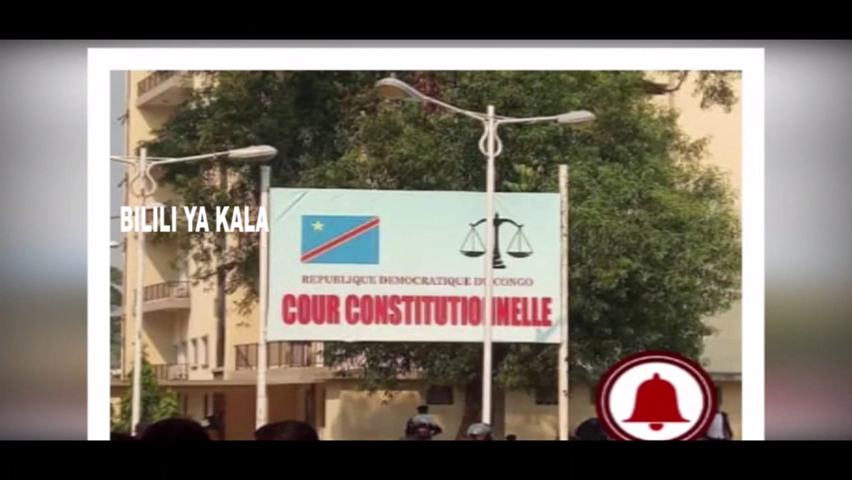 BILILI YA KALA
REPUBLIQUE DEMOCRATIQUE DU CONGO
COUR CONSTITUTIONNELLE